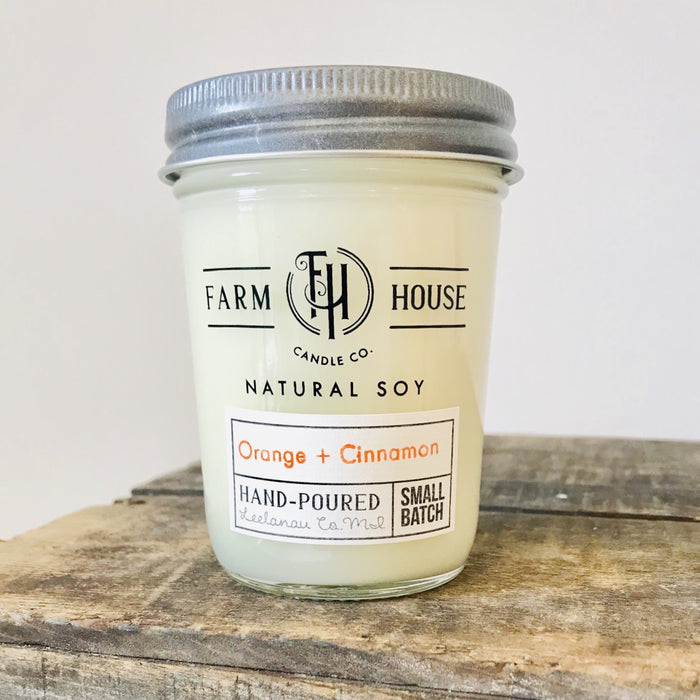 FARM FH HOUSE
CANDLE CO.
NATURAL SOY
Orange + Cinnamon
HAND-POURED
Leelanau Co. MI
SMALL
BATCH